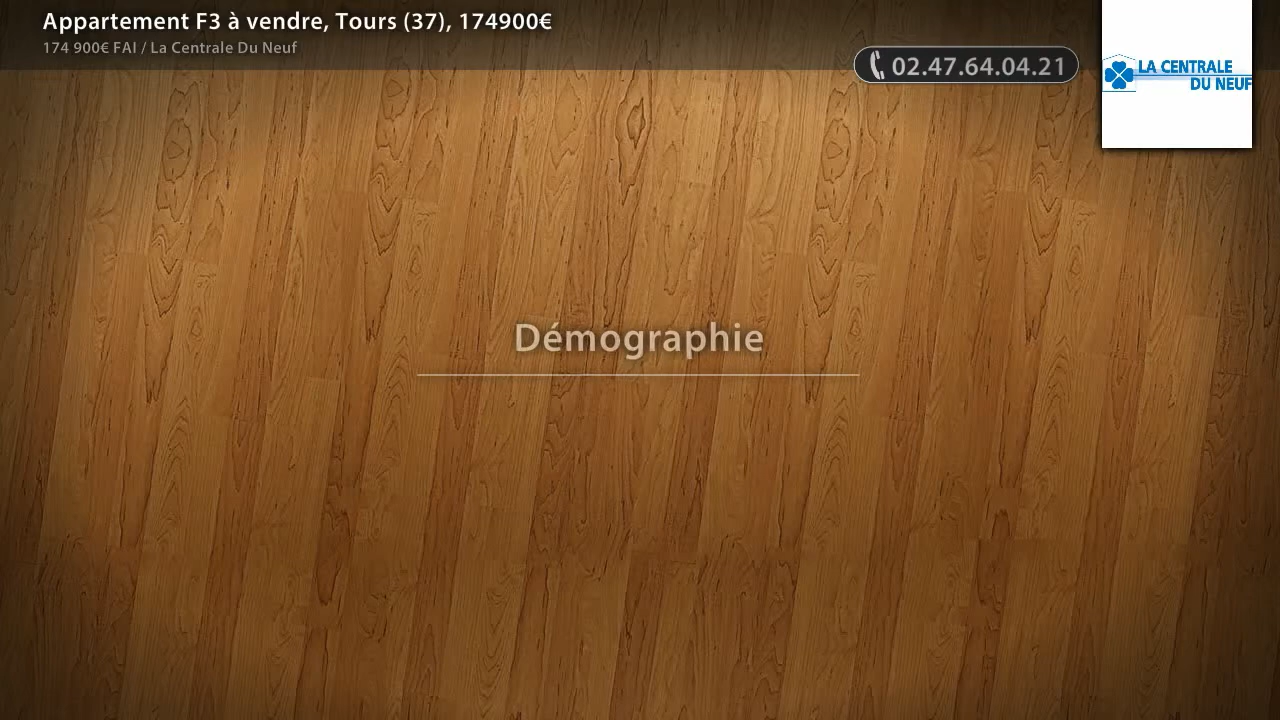 Appartement F3 à vendre, Tours (37), 174900€
174 900€ FAI / La Centrale Du Neuf
02.47.64.04.21
LA CENTRALE
DU NEUF
Démographie